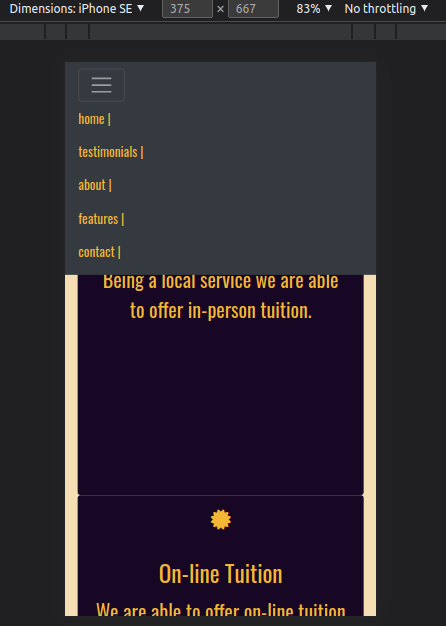 Dimensions: iPhone SE 375 × 667 83% No throttling
home |
testimonials |
about |
features |
contact |
Being a local service we are able
to offer in-person tuition.
On-line Tuition
We are able to offer on-line tuition